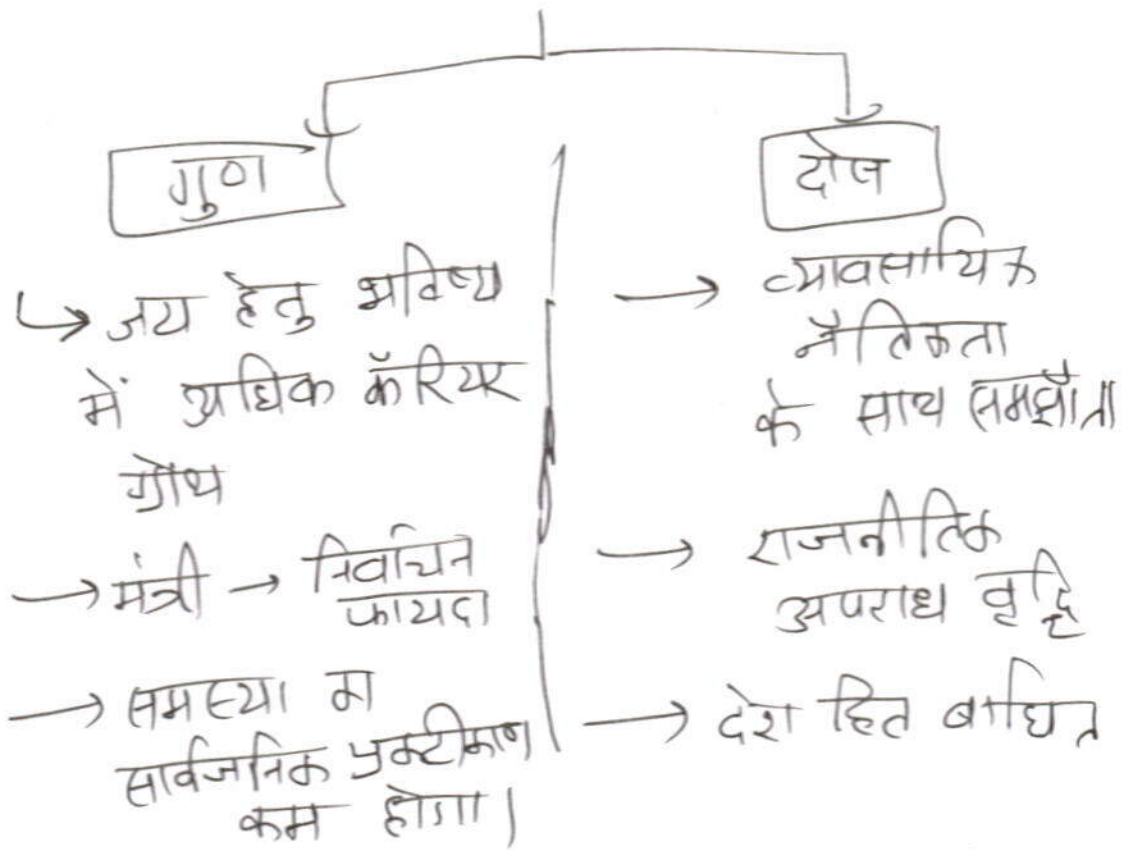 गुण
↳ जय हेतु भविष्य
में अधिक कॅरियर
ग्रोथ
→ मंत्री → निर्वाचन
फायदा
→ समस्या का
सार्वजनिक प्रकटीकरण
कम होगा।
दोष
→ व्यावसायिक
नैतिकता
के साथ समझौता
→ राजनीतिक
अपराध वृद्धि
→ देश हित बाधित